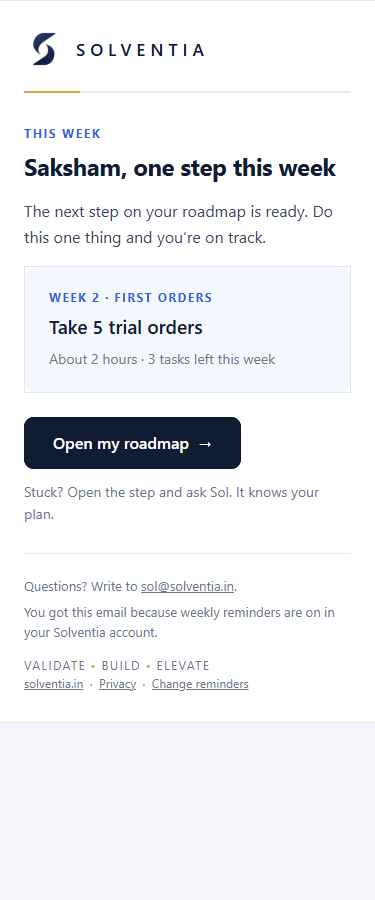 SOLVENTIA
THIS WEEK
Saksham, one step this week
The next step on your roadmap is ready. Do
this one thing and you’re on track.
WEEK 2 · FIRST ORDERS
Take 5 trial orders
About 2 hours · 3 tasks left this week
Open my roadmap →
Stuck? Open the step and ask Sol. It knows your
plan.
Questions? Write to sol@solventia.in.
You got this email because weekly reminders are on in
your Solventia account.
VALIDATE • BUILD • ELEVATE
solventia.in · Privacy · Change reminders